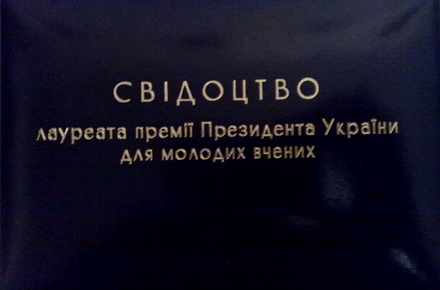 СВІДОЦТВО
лауреата премії Президента України
для молодих вчених